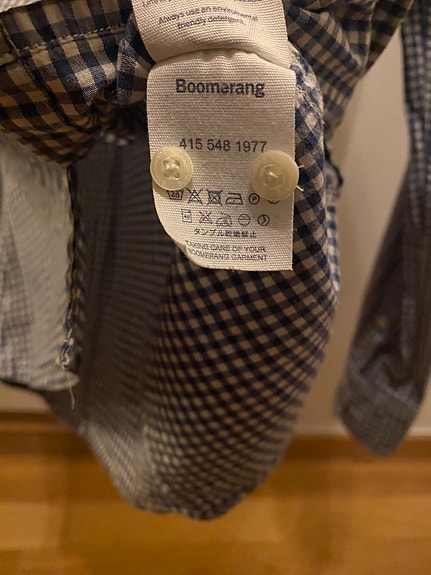 Always use an environmental
friendly detergent.
Boomerang
415 548 1977
40
タンブル乾燥禁止
TAKING CARE OF YOUR
BOOMERANG GARMENT